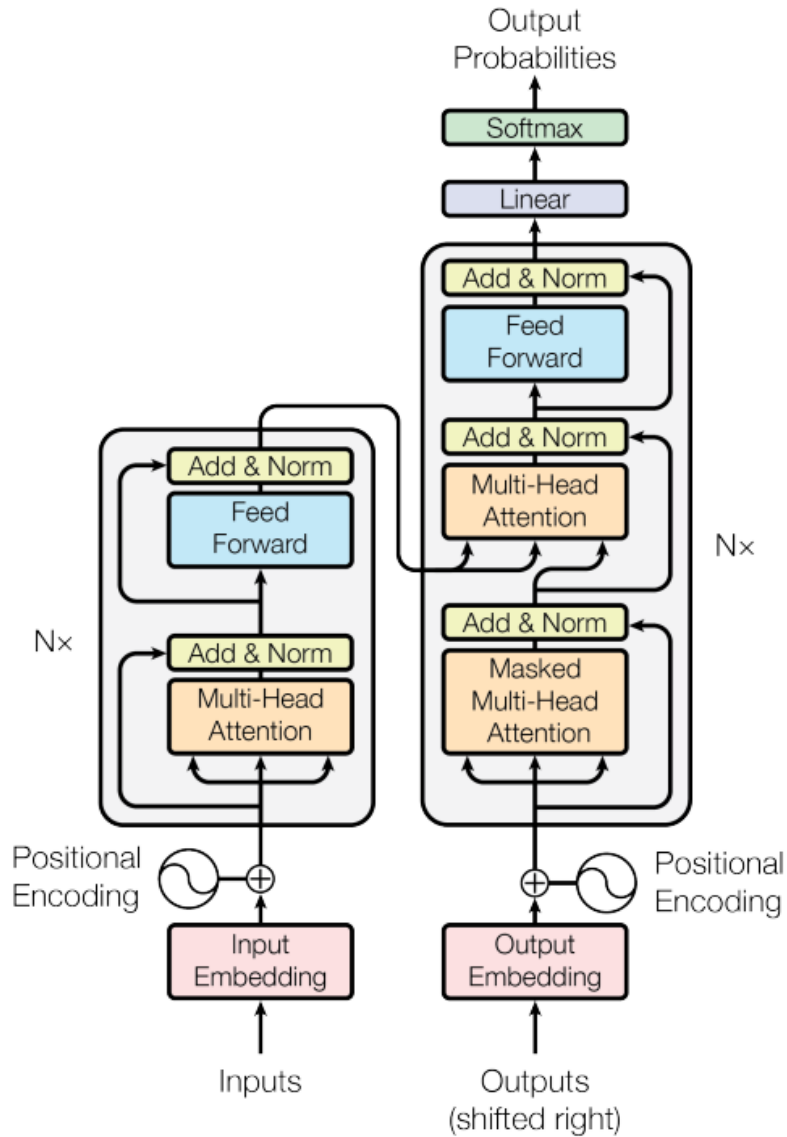 Output
Probabilities
Softmax
Linear
Add & Norm
Feed
Forward
Add & Norm
Multi-Head
Attention
Nx
Add & Norm
Masked
Multi-Head
Attention
Add & Norm
Feed
Forward
Nx
Add & Norm
Multi-Head
Attention
Positional
Encoding
Positional
Encoding
Input
Embedding
Output
Embedding
Inputs
Outputs
(shifted right)